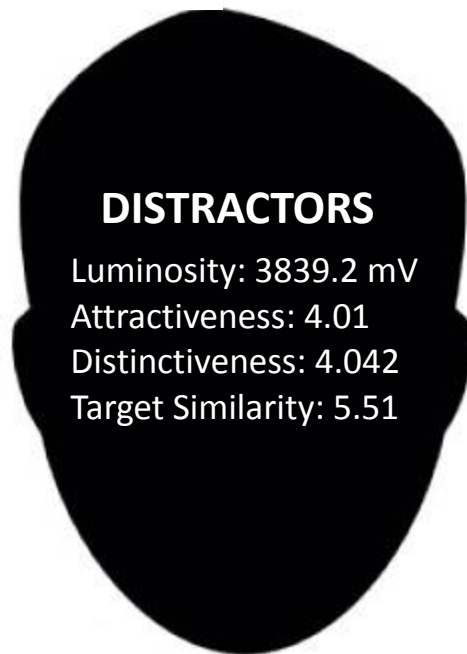 DISTRACTORS
Luminosity: 3839.2 mV
Attractiveness: 4.01
Distinctiveness: 4.042
Target Similarity: 5.51